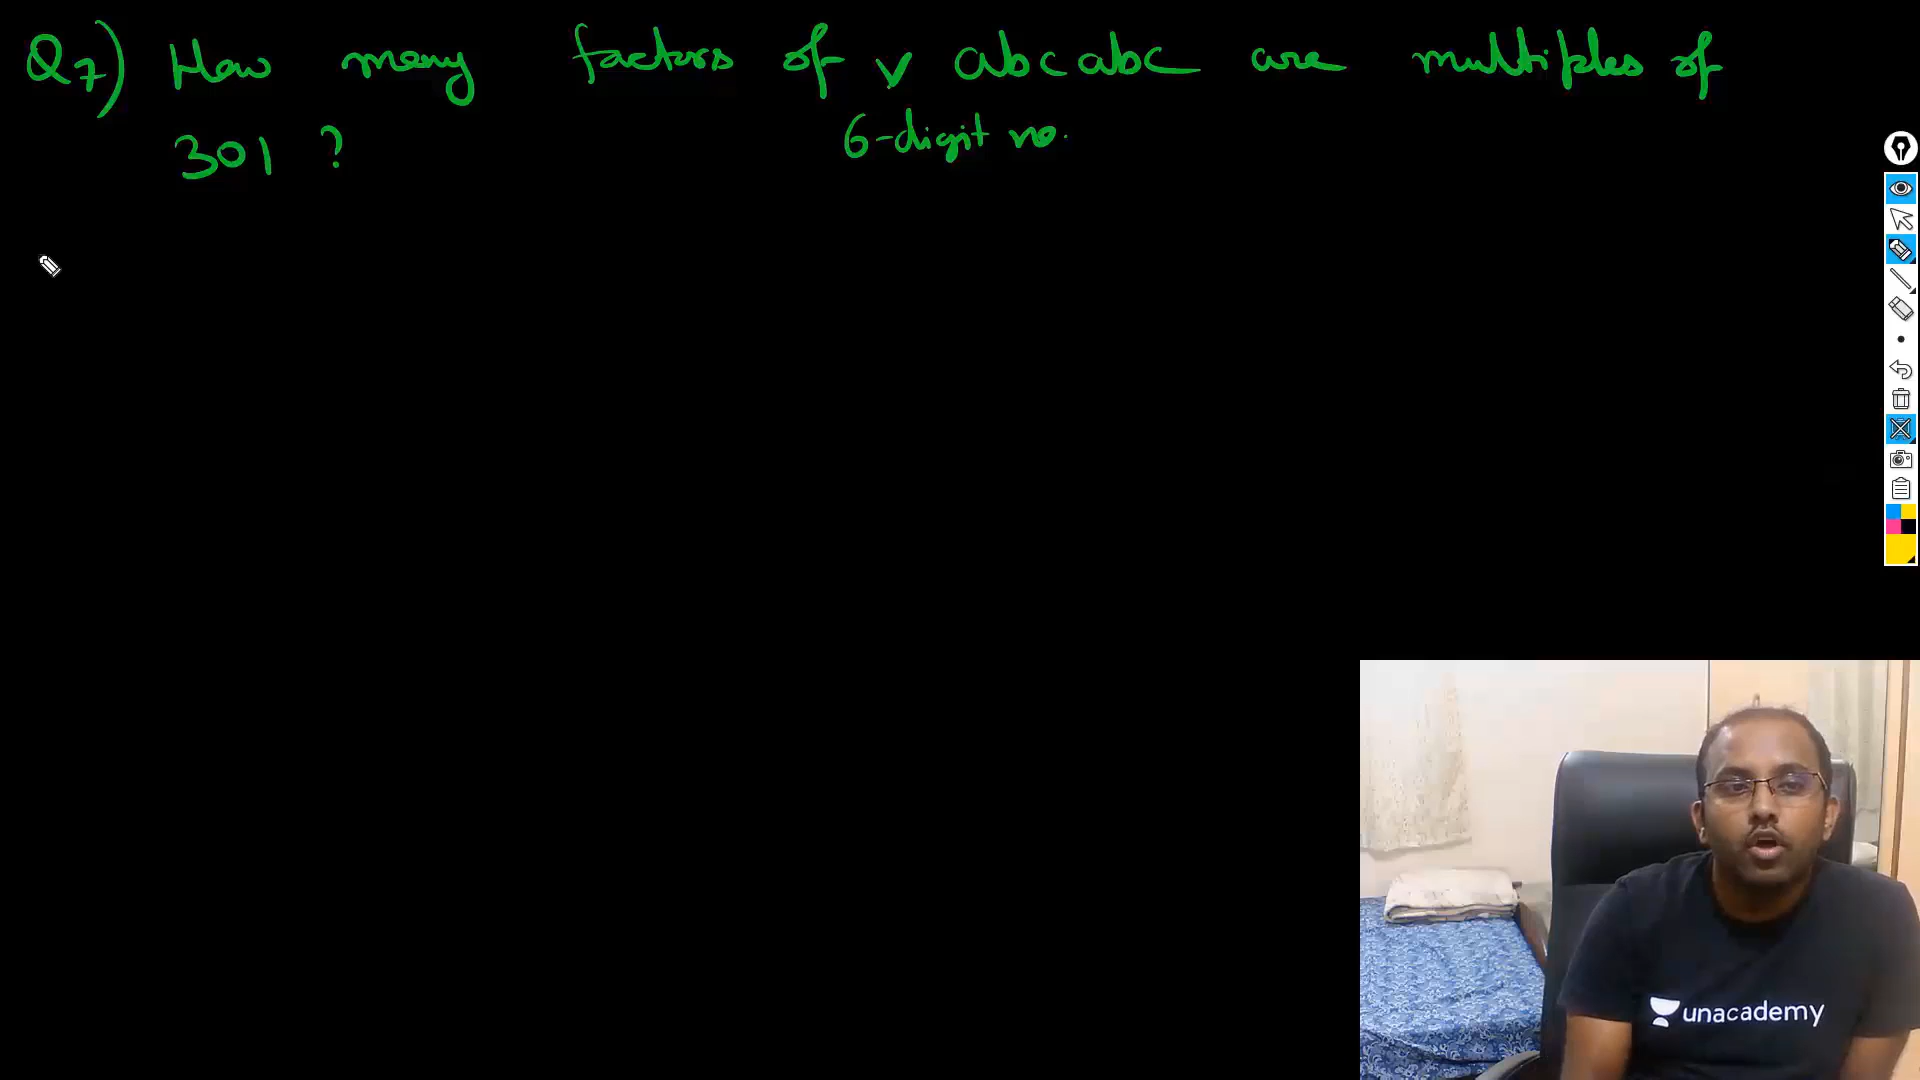 Q7) How many factors of abcabc are multiples of
6-digit no.
301 ?
unacademy